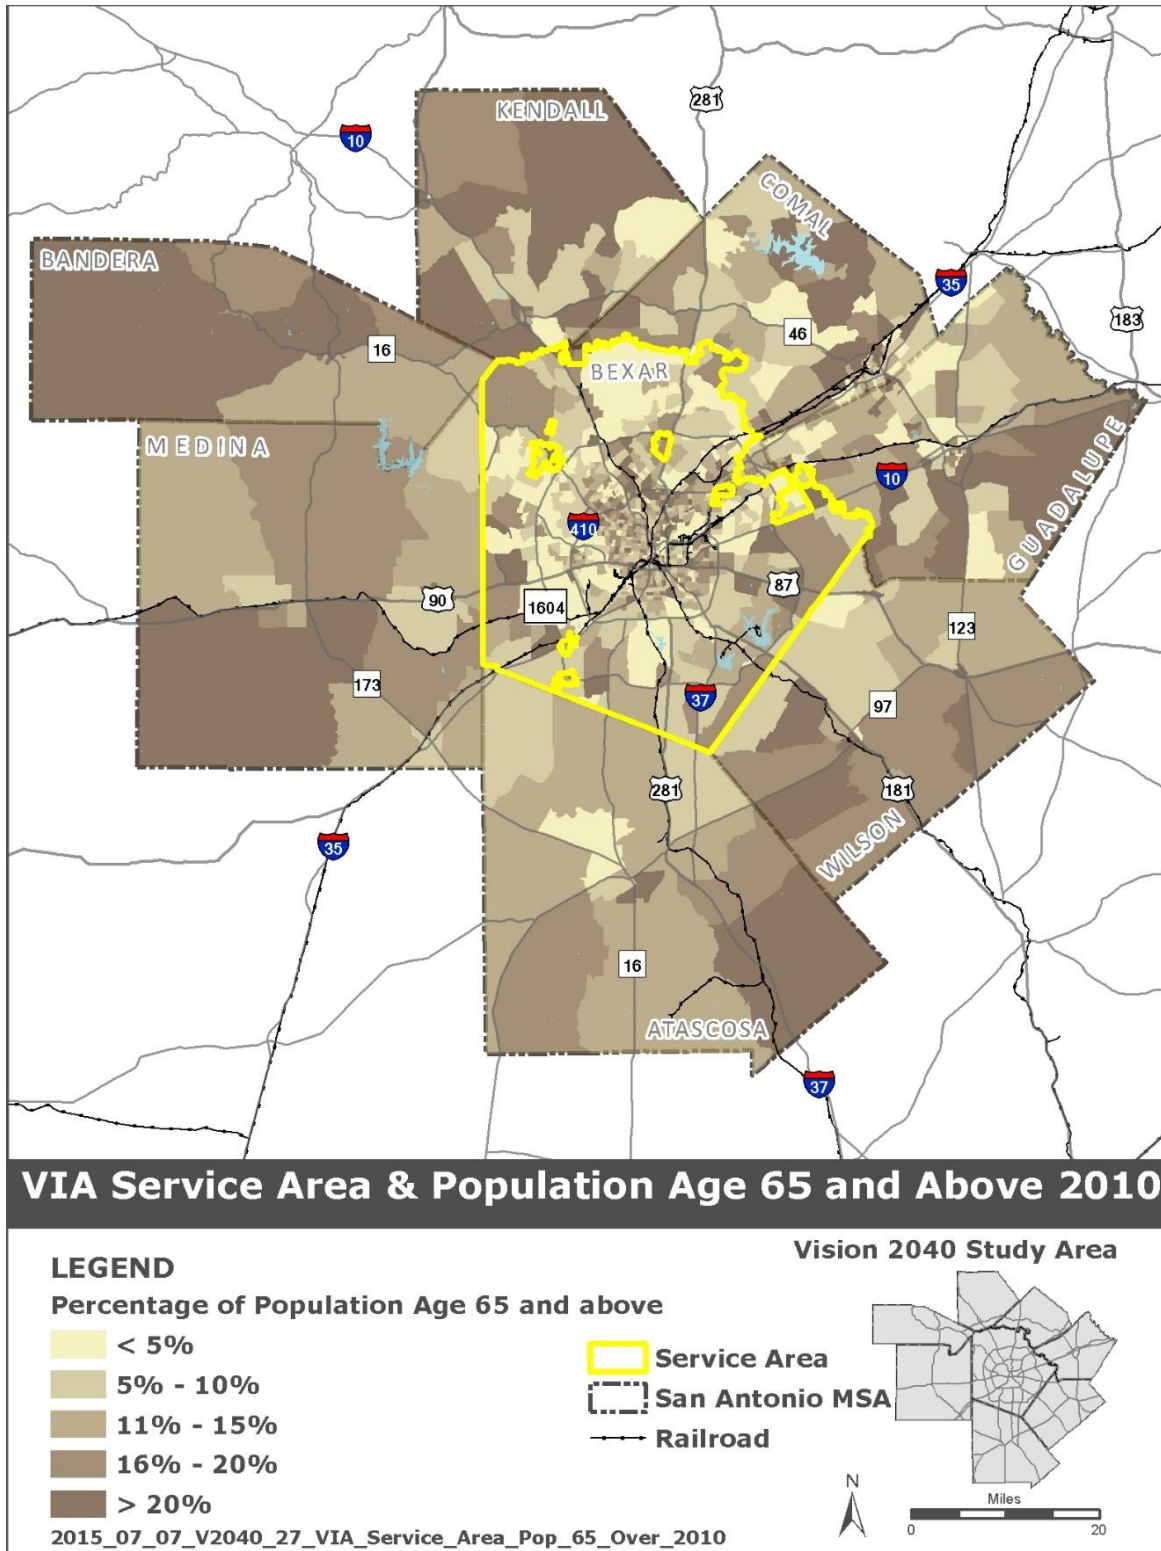 KENDALL
281
10
COMAL
BANDERA
35
183
16
46
BEXAR
MEDINA
10
GUADALUPE
410
90
1604
87
123
173
37
97
281
181
35
WILSON
16
ATASCOSA
37
VIA Service Area & Population Age 65 and Above 2010
LEGEND
Percentage of Population Age 65 and above
< 5%
5% - 10%
11% - 15%
16% - 20%
> 20%
Service Area
San Antonio MSA
Railroad
Vision 2040 Study Area
N
Miles
0 20
2015_07_07_V2040_27_VIA_Service_Area_Pop_65_Over_2010